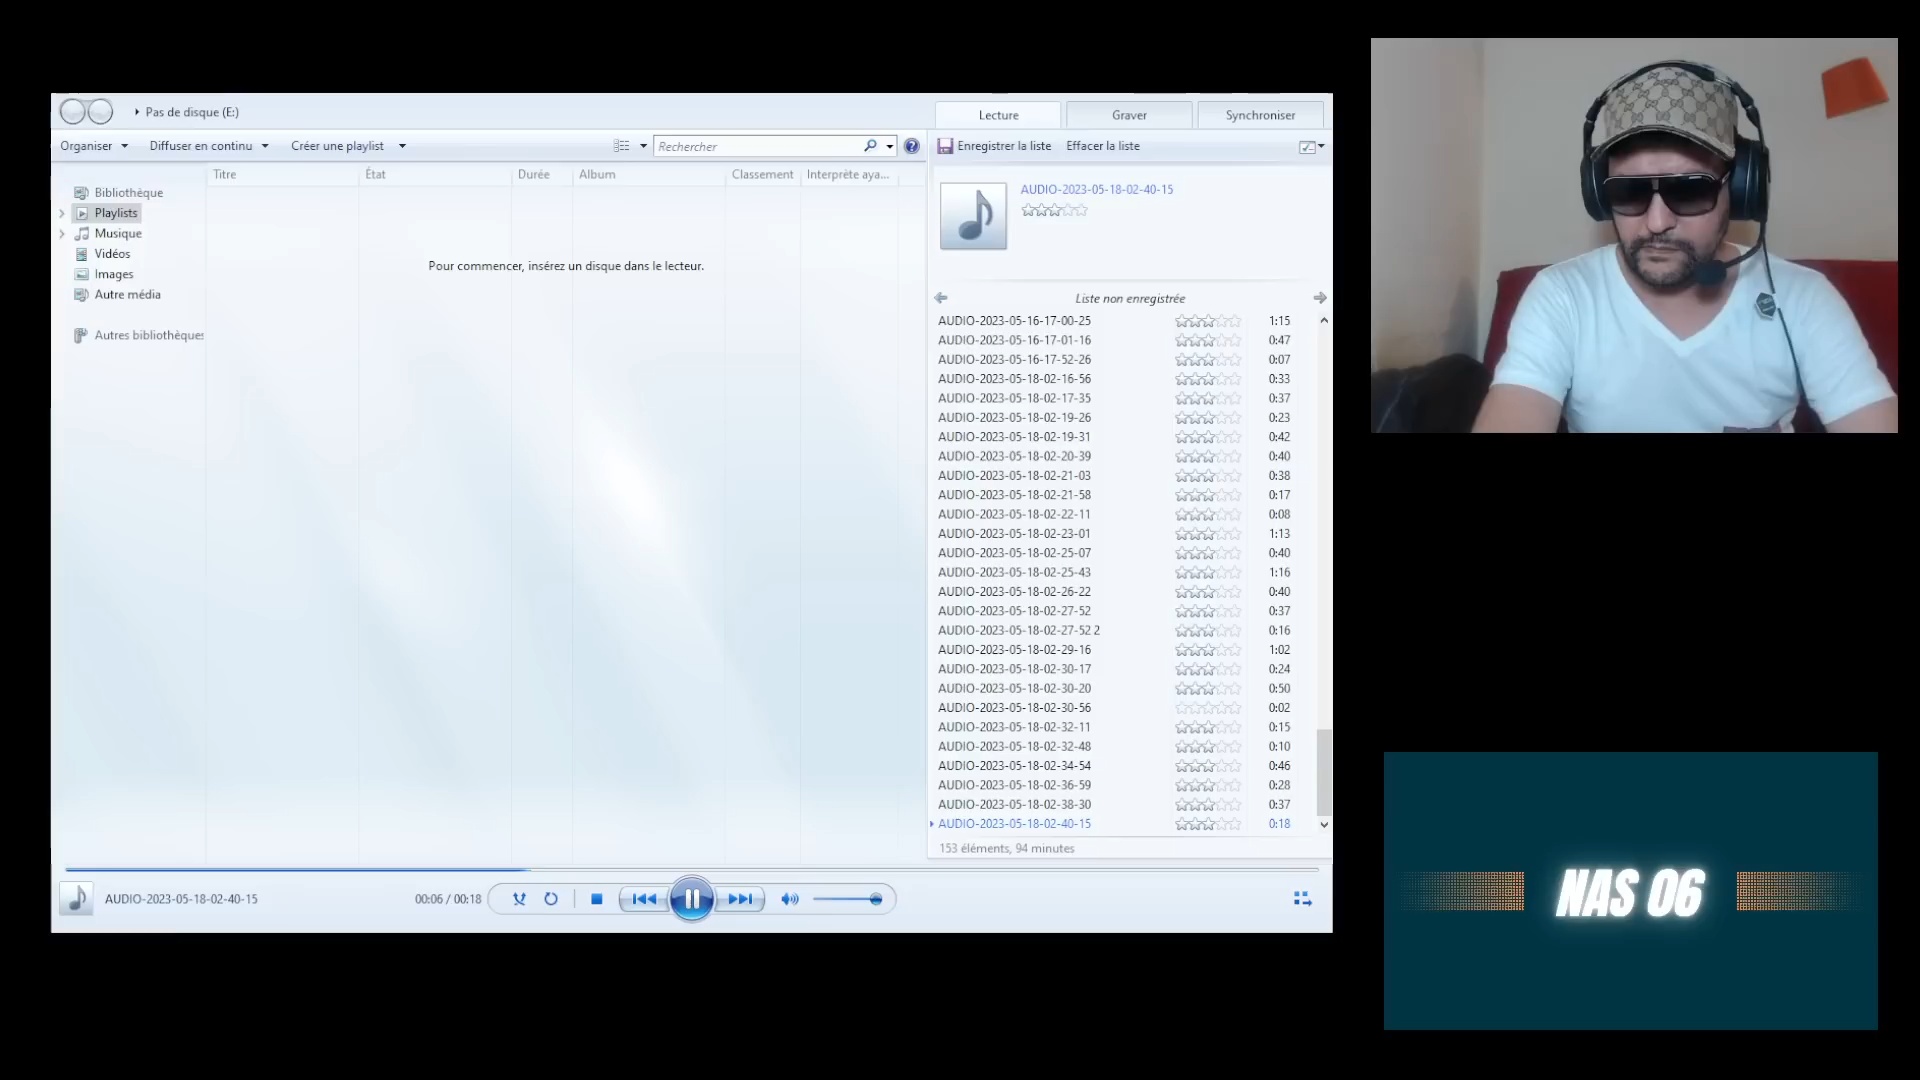 Pas de disque (E:)
Lecture
Graver
Synchroniser
Organiser
Diffuser en continu
Créer une playlist
Rechercher
Enregistrer la liste
Effacer la liste
Titre
État
Durée
Album
Classement
Interprète aya...
Bibliothèque
Playlists
Musique
Vidéos
Images
Autre média
Autres bibliothèques
Pour commencer, insérez un disque dans le lecteur.
AUDIO-2023-05-18-02-40-15
Liste non enregistrée
AUDIO-2023-05-16-17-00-25 1:15
AUDIO-2023-05-16-17-01-16 0:47
AUDIO-2023-05-16-17-52-26 0:07
AUDIO-2023-05-18-02-16-56 0:33
AUDIO-2023-05-18-02-17-35 0:37
AUDIO-2023-05-18-02-19-26 0:23
AUDIO-2023-05-18-02-19-31 0:42
AUDIO-2023-05-18-02-20-39 0:40
AUDIO-2023-05-18-02-21-03 0:38
AUDIO-2023-05-18-02-21-58 0:17
AUDIO-2023-05-18-02-22-11 0:08
AUDIO-2023-05-18-02-23-01 1:13
AUDIO-2023-05-18-02-25-07 0:40
AUDIO-2023-05-18-02-25-43 1:16
AUDIO-2023-05-18-02-26-22 0:40
AUDIO-2023-05-18-02-27-52 0:37
AUDIO-2023-05-18-02-27-52 2 0:16
AUDIO-2023-05-18-02-29-16 1:02
AUDIO-2023-05-18-02-30-17 0:24
AUDIO-2023-05-18-02-30-20 0:50
AUDIO-2023-05-18-02-30-56 0:02
AUDIO-2023-05-18-02-32-11 0:15
AUDIO-2023-05-18-02-32-48 0:10
AUDIO-2023-05-18-02-34-54 0:46
AUDIO-2023-05-18-02-36-59 0:28
AUDIO-2023-05-18-02-38-30 0:37
AUDIO-2023-05-18-02-40-15 0:18
153 éléments, 94 minutes
AUDIO-2023-05-18-02-40-15
00:06 / 00:18
NAS 06